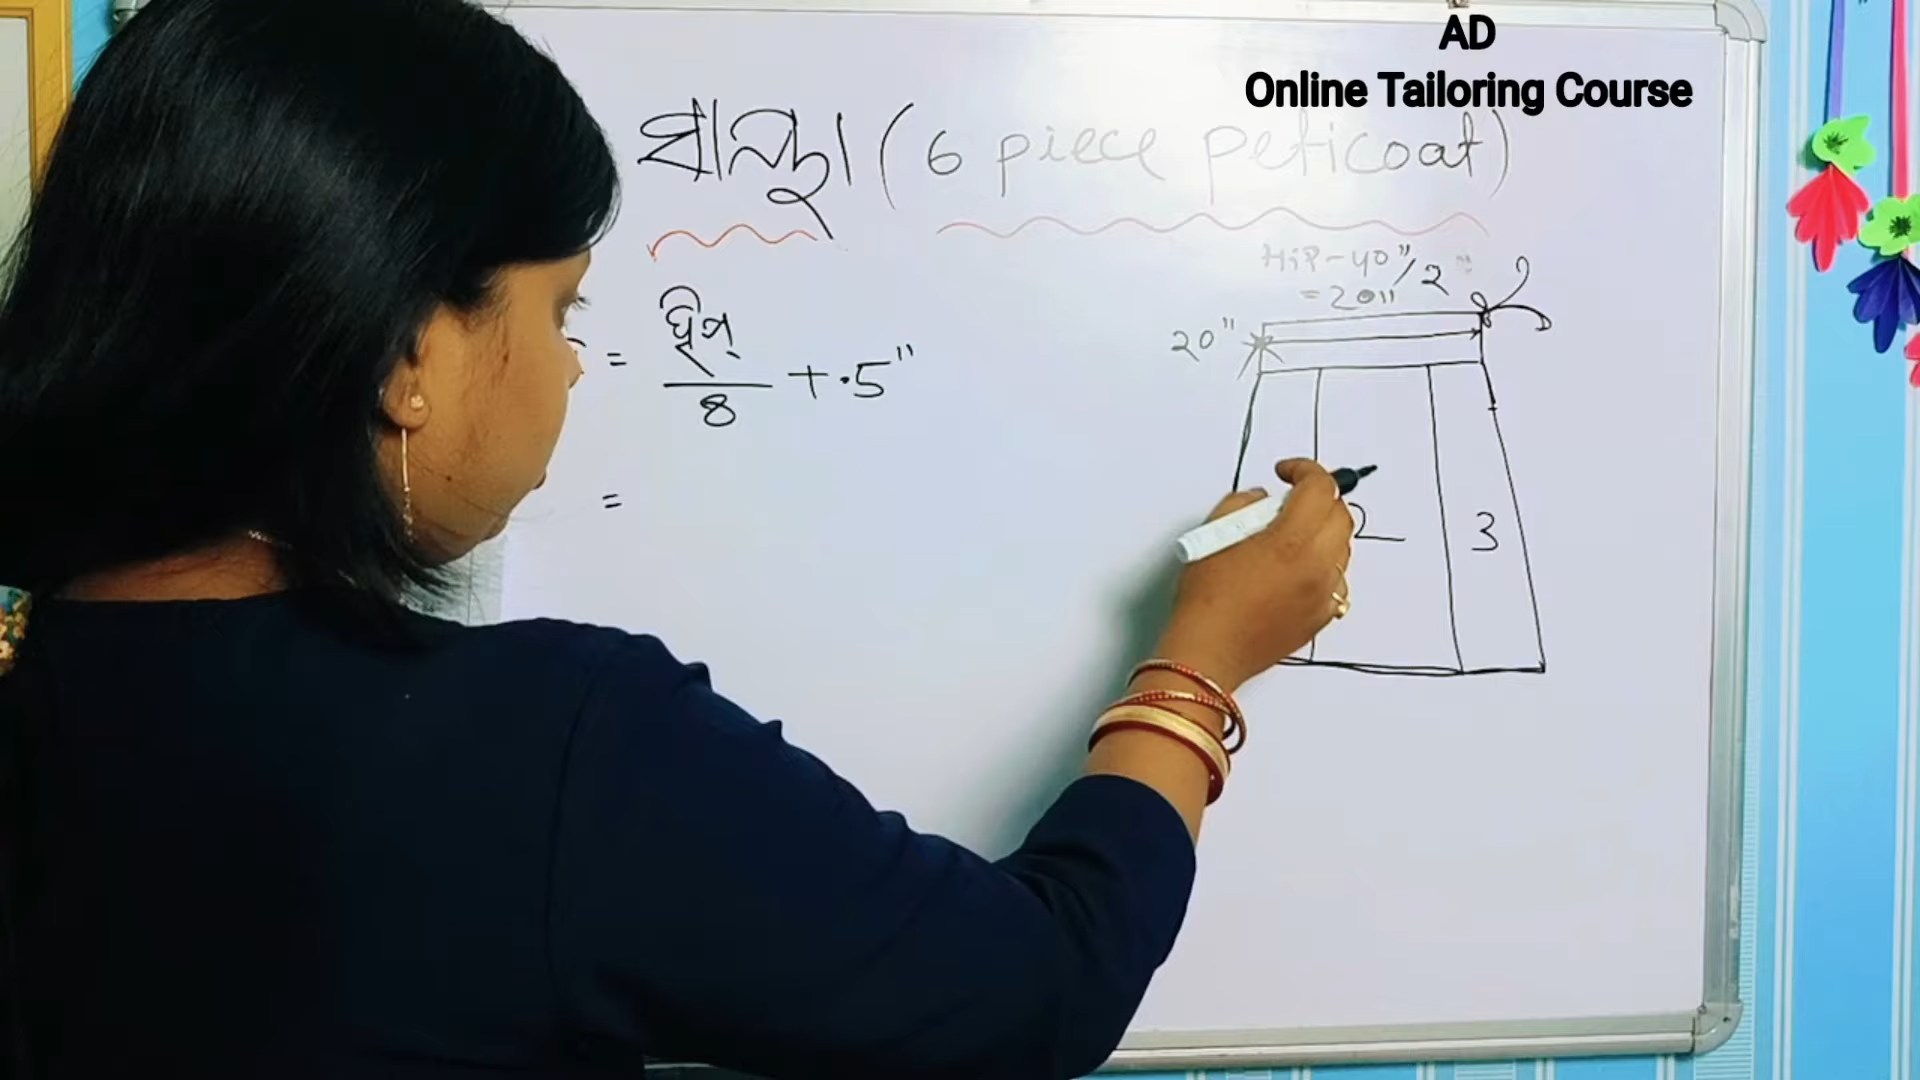 AD
Online Tailoring Course
ସାୟା (6 piece peticoat)
HiP-40"/2
=20"
20"
= ହିପ୍/8 + .5"
=
2
3